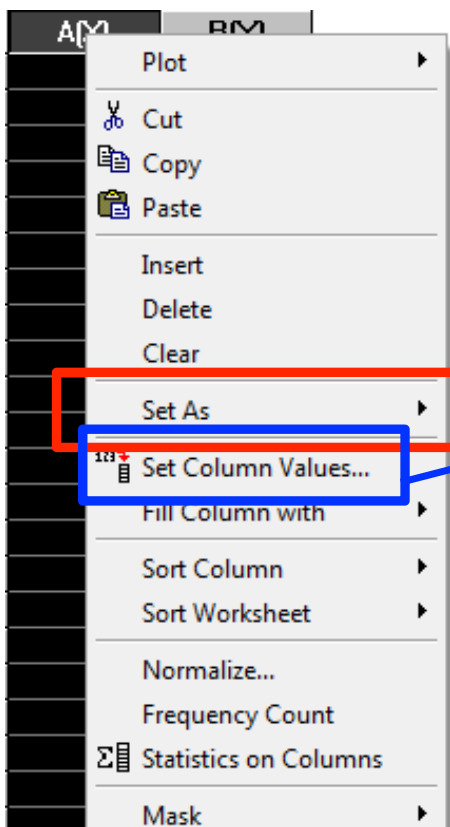 A(X) B(Y)
Plot
Cut
Copy
Paste
Insert
Delete
Clear
Set As
123 Set Column Values...
Fill Column with
Sort Column
Sort Worksheet
Normalize...
Frequency Count
Σ Statistics on Columns
Mask